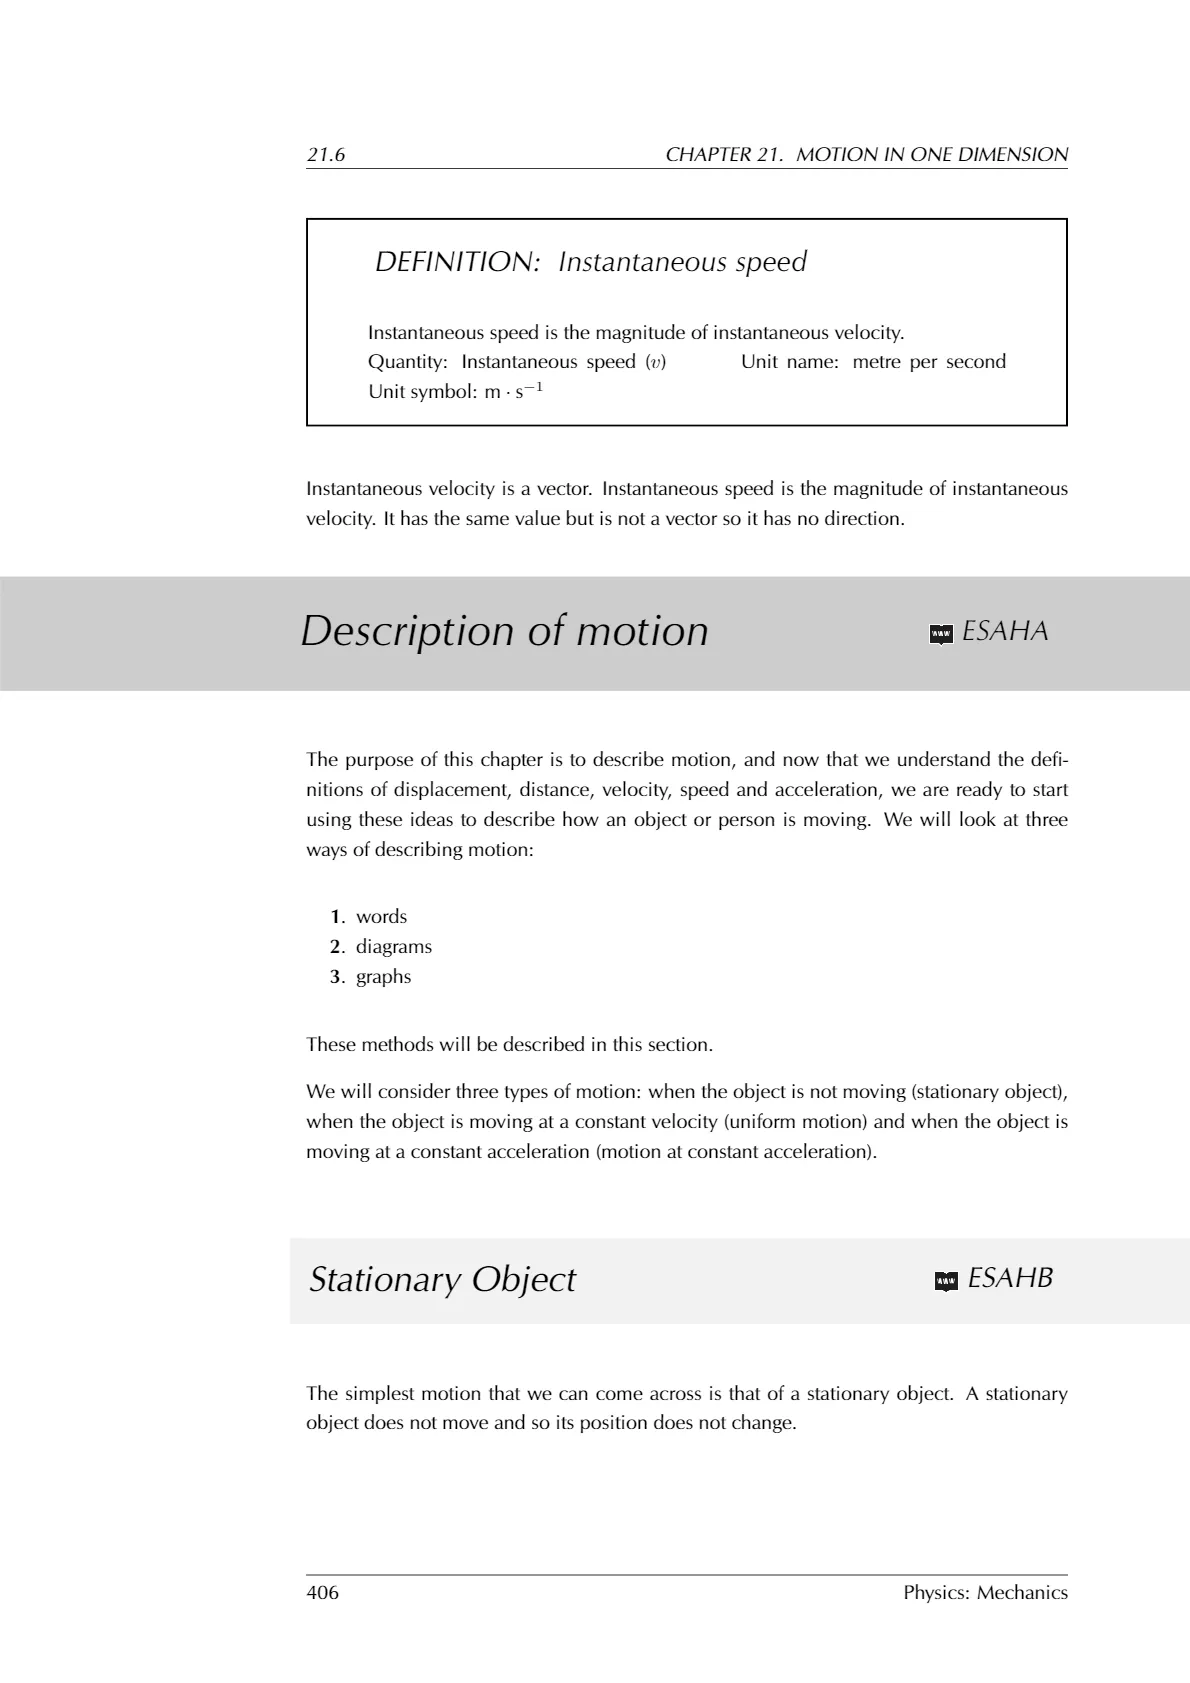 21.6 CHAPTER 21. MOTION IN ONE DIMENSION
DEFINITION: Instantaneous speed
Instantaneous speed is the magnitude of instantaneous velocity.
Quantity: Instantaneous speed (v) Unit name: metre per second
Unit symbol: m · s⁻¹
Instantaneous velocity is a vector. Instantaneous speed is the magnitude of instantaneous
velocity. It has the same value but is not a vector so it has no direction.
Description of motion www ESAHA
The purpose of this chapter is to describe motion, and now that we understand the defi-
nitions of displacement, distance, velocity, speed and acceleration, we are ready to start
using these ideas to describe how an object or person is moving. We will look at three
ways of describing motion:
1. words
2. diagrams
3. graphs
These methods will be described in this section.
We will consider three types of motion: when the object is not moving (stationary object),
when the object is moving at a constant velocity (uniform motion) and when the object is
moving at a constant acceleration (motion at constant acceleration).
Stationary Object www ESAHB
The simplest motion that we can come across is that of a stationary object. A stationary
object does not move and so its position does not change.
406 Physics: Mechanics